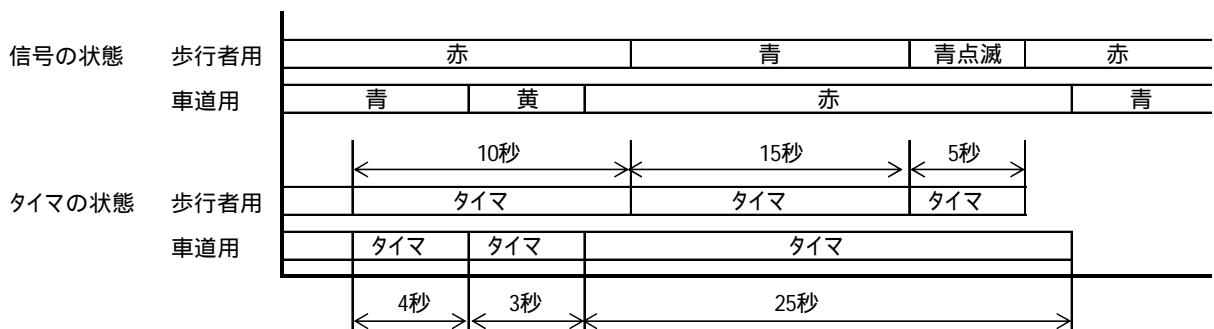 信号の状態 歩行者用 赤 青 青点滅 赤
車道用 青 黄 赤 青
10秒 15秒 5秒
タイマの状態 歩行者用 タイマ タイマ タイマ
車道用 タイマ タイマ タイマ
4秒 3秒 25秒